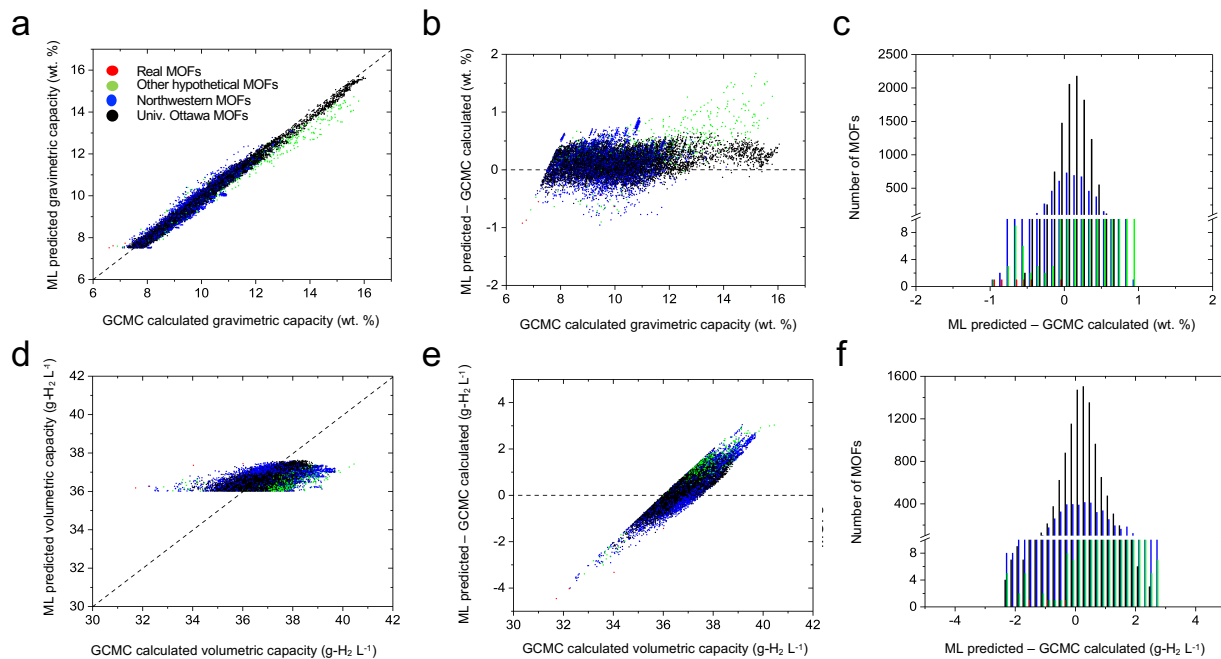 a
ML predicted gravimetric capacity (wt. %)
16
14
12
10
8
6
6 8 10 12 14 16
GCMC calculated gravimetric capacity (wt. %)
Real MOFs
Other hypothetical MOFs
Northwestern MOFs
Univ. Ottawa MOFs
b
ML predicted – GCMC calculated (wt. %)
2
1
0
-1
-2
6 8 10 12 14 16
GCMC calculated gravimetric capacity (wt. %)
c
Number of MOFs
2500
2000
1500
1000
500
8
4
0
-2 -1 0 1 2
ML predicted – GCMC calculated (wt. %)
d
ML predicted volumetric capacity (g-H₂ L⁻¹)
42
40
38
36
34
32
30
30 32 34 36 38 40 42
GCMC calculated volumetric capacity (g-H₂ L⁻¹)
e
ML predicted – GCMC calculated (g-H₂ L⁻¹)
4
2
0
-2
-4
30 32 34 36 38 40 42
GCMC calculated volumetric capacity (g-H₂ L⁻¹)
f
Number of MOFs
1600
1200
800
400
8
4
0
-4 -2 0 2 4
ML predicted – GCMC calculated (g-H₂ L⁻¹)